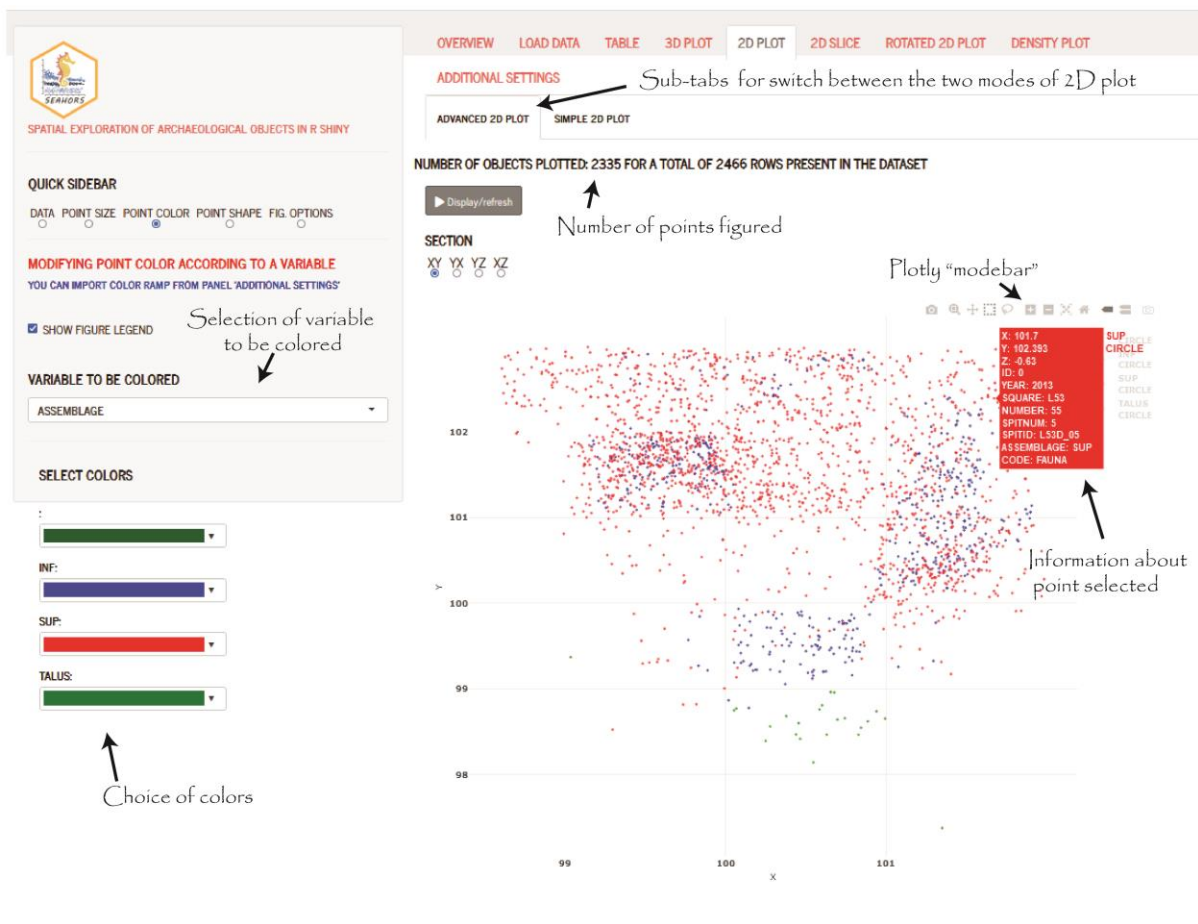 SEAHORS
SPATIAL EXPLORATION OF ARCHAEOLOGICAL OBJECTS IN R SHINY
QUICK SIDEBAR
DATA POINT SIZE POINT COLOR POINT SHAPE FIG. OPTIONS
MODIFYING POINT COLOR ACCORDING TO A VARIABLE
YOU CAN IMPORT COLOR RAMP FROM PANEL 'ADDITIONAL SETTINGS'
SHOW FIGURE LEGEND
Selection of variable
to be colored
VARIABLE TO BE COLORED
ASSEMBLAGE
SELECT COLORS
:
INF:
SUP:
TALUS:
Choice of colors
OVERVIEW LOAD DATA TABLE 3D PLOT 2D PLOT 2D SLICE ROTATED 2D PLOT DENSITY PLOT
ADDITIONAL SETTINGS
Sub-tabs for switch between the two modes of 2D plot
ADVANCED 2D PLOT SIMPLE 2D PLOT
NUMBER OF OBJECTS PLOTTED: 2335 FOR A TOTAL OF 2466 ROWS PRESENT IN THE DATASET
Display/refresh
Number of points figured
SECTION
XY YX YZ XZ
Plotly "modebar"
X: 101.7
Y: 102.393
Z: -0.63
ID: 0
YEAR: 2013
SQUARE: L53
NUMBER: 55
SPITNUM: 5
SPITID: L53D_05
ASSEMBLAGE: SUP
CODE: FAUNA
SUP
CIRCLE
CIRCLE
SUP
CIRCLE
TALUS
CIRCLE
Information about
point selected
102
101
100
99
98
Y
99 100 101
X